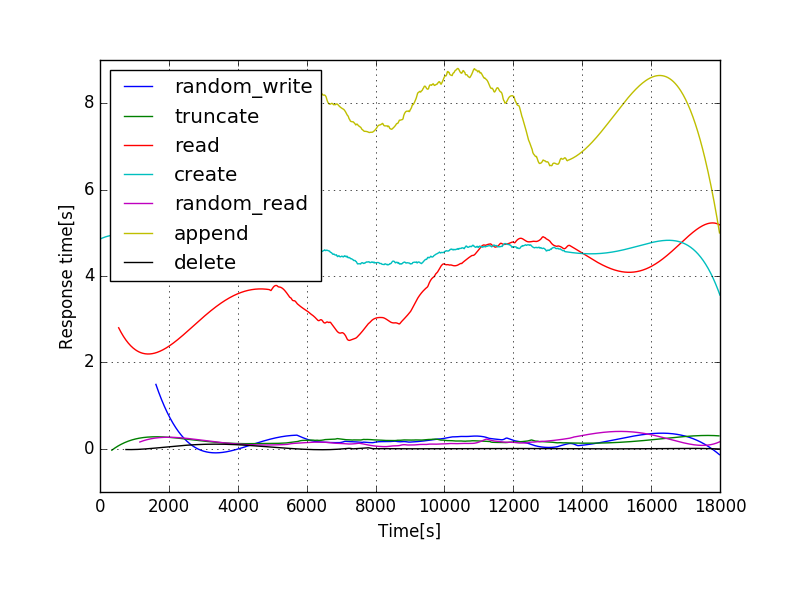 random_write
truncate
read
create
random_read
append
delete
8
6
4
2
0
Response time[s]
0 2000 4000 6000 8000 10000 12000 14000 16000 18000
Time[s]